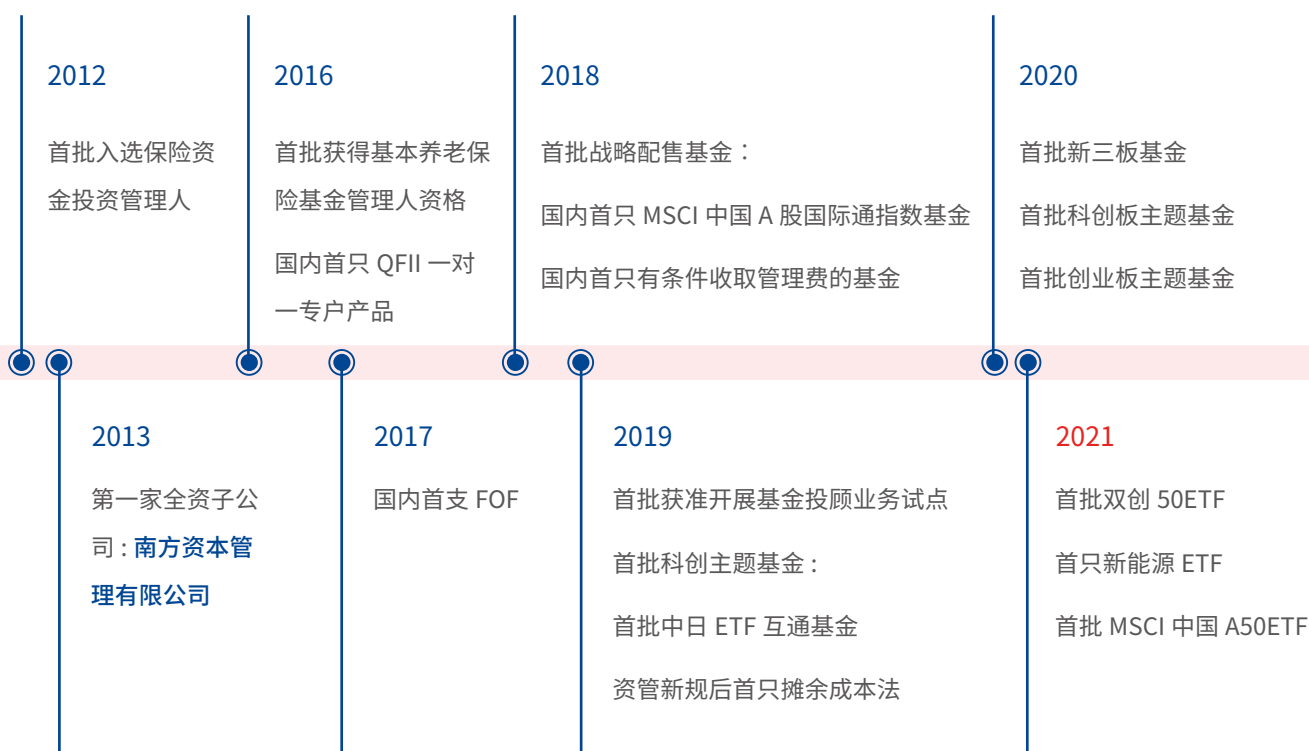 2012
首批入选保险资
金投资管理人
2016
首批获得基本养老保
险基金管理人资格
国内首只 QFII 一对
一专户产品
2018
首批战略配售基金：
国内首只 MSCI 中国 A 股国际通指数基金
国内首只有条件收取管理费的基金
2020
首批新三板基金
首批科创板主题基金
首批创业板主题基金
2013
第一家全资子公
司 : 南方资本管
理有限公司
2017
国内首支 FOF
2019
首批获准开展基金投顾业务试点
首批科创主题基金 :
首批中日 ETF 互通基金
资管新规后首只摊余成本法
2021
首批双创 50ETF
首只新能源 ETF
首批 MSCI 中国 A50ETF